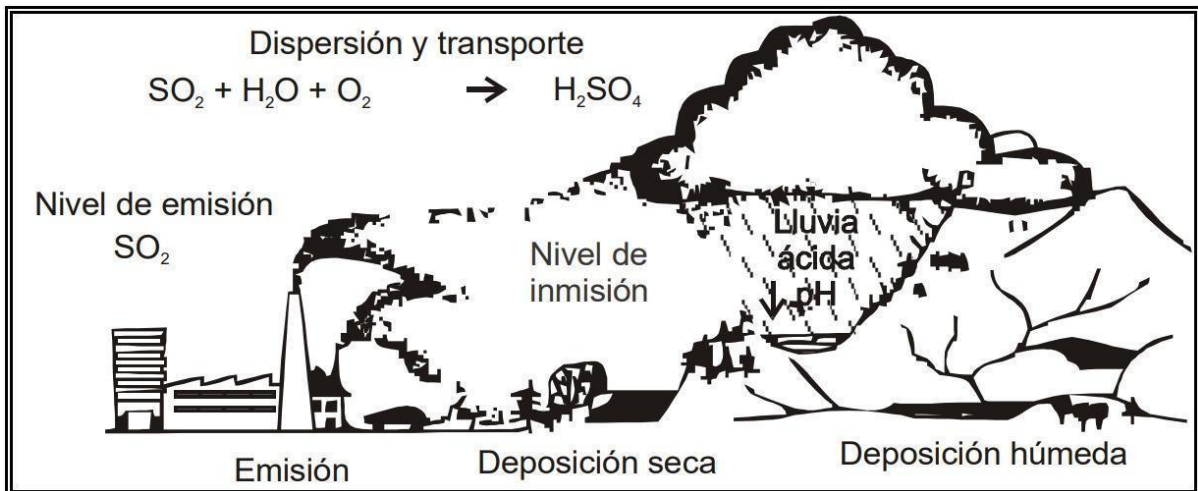 Dispersión y transporte
SO₂ + H₂O + O₂ → H₂SO₄
Nivel de emisión
SO₂
Nivel de
inmisión
Lluvia
ácida
↓ pH
Emisión
Deposición seca
Deposición húmeda